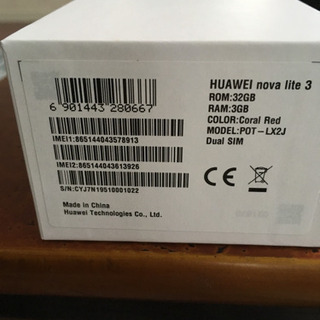 HUAWEI nova lite 3
ROM:32GB
RAM:3GB
COLOR:Coral Red
MODEL:POT-LX2J
Dual SIM
6 901443 280667
IMEI1:865144043578913
IMEI2:865144043613926
S/N:CYJ7N19510001022
Made in China
Huawei Technologies Co., Ltd.